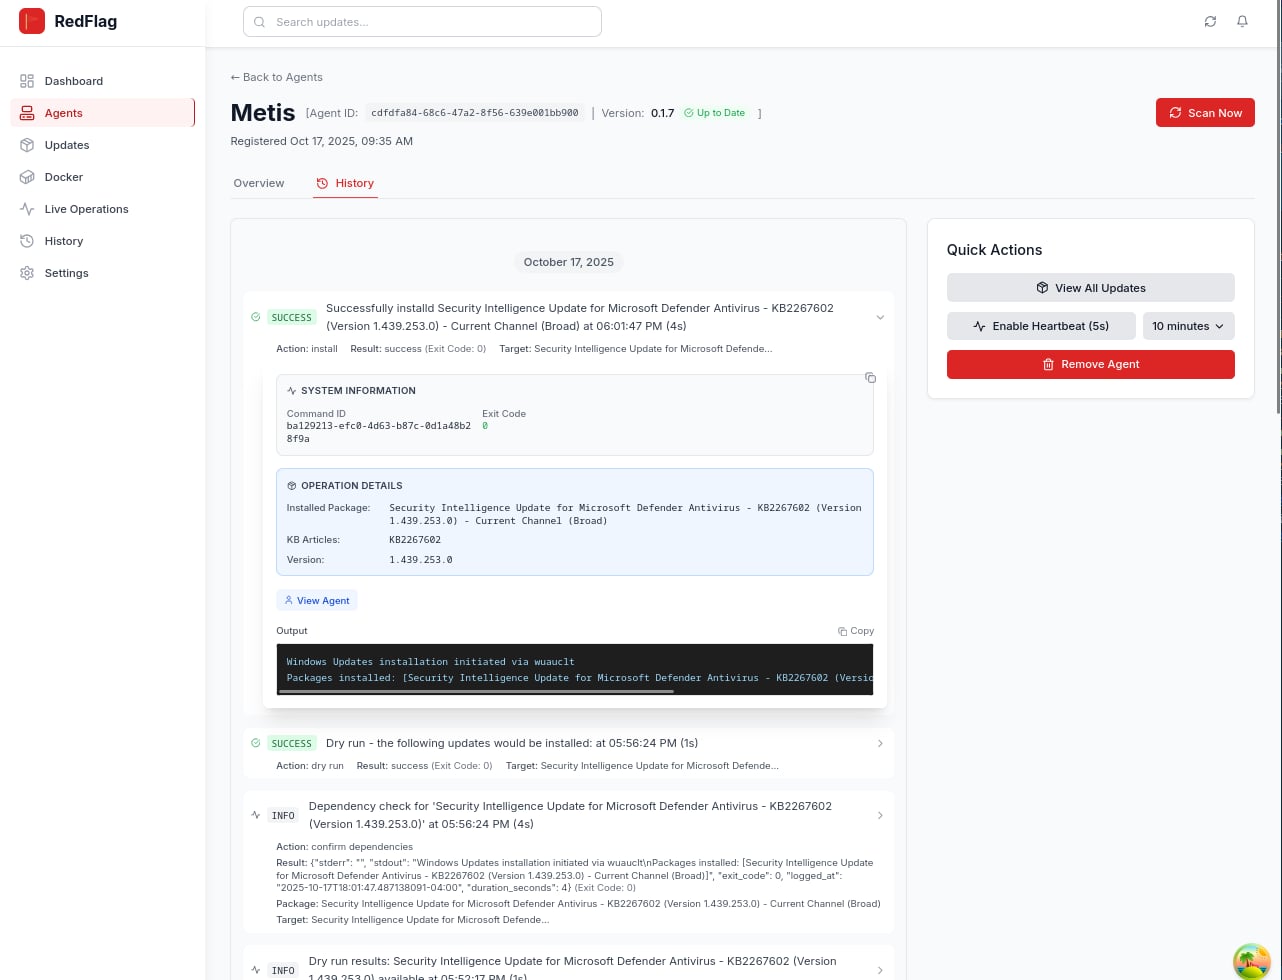 RedFlag
Search updates...
Dashboard
Agents
Updates
Docker
Live Operations
History
Settings
← Back to Agents
Metis [Agent ID: cdfdfa84-68c6-47a2-8f56-639e001bb900 | Version: 0.1.7 Up to Date ]
Scan Now
Registered Oct 17, 2025, 09:35 AM
Overview
History
October 17, 2025
SUCCESS
Successfully installd Security Intelligence Update for Microsoft Defender Antivirus - KB2267602
(Version 1.439.253.0) - Current Channel (Broad) at 06:01:47 PM (4s)
Action: install Result: success (Exit Code: 0) Target: Security Intelligence Update for Microsoft Defende...
SYSTEM INFORMATION
Command ID
ba129213-efc0-4d63-b87c-0d1a48b2
8f9a
Exit Code
0
OPERATION DETAILS
Installed Package: Security Intelligence Update for Microsoft Defender Antivirus - KB2267602 (Version
1.439.253.0) - Current Channel (Broad)
KB Articles: KB2267602
Version: 1.439.253.0
View Agent
Output
Copy
Windows Updates installation initiated via wuauclt
Packages installed: [Security Intelligence Update for Microsoft Defender Antivirus - KB2267602 (Versio
SUCCESS Dry run - the following updates would be installed: at 05:56:24 PM (1s)
Action: dry run Result: success (Exit Code: 0) Target: Security Intelligence Update for Microsoft Defende...
INFO
Dependency check for 'Security Intelligence Update for Microsoft Defender Antivirus - KB2267602
(Version 1.439.253.0)' at 05:56:24 PM (4s)
Action: confirm dependencies
Result: {"stderr": "", "stdout": "Windows Updates installation initiated via wuauclt\nPackages installed: [Security Intelligence Update
for Microsoft Defender Antivirus - KB2267602 (Version 1.439.253.0) - Current Channel (Broad)]", "exit_code": 0, "logged_at":
"2025-10-17T18:01:47.487138091-04:00", "duration_seconds": 4} (Exit Code: 0)
Package: Security Intelligence Update for Microsoft Defender Antivirus - KB2267602 (Version 1.439.253.0) - Current Channel (Broad)
Target: Security Intelligence Update for Microsoft Defende...
INFO
Dry run results: Security Intelligence Update for Microsoft Defender Antivirus - KB2267602 (Version
1.439.253.0) available at 05:52:17 PM (1s)
Quick Actions
View All Updates
Enable Heartbeat (5s)
10 minutes
Remove Agent